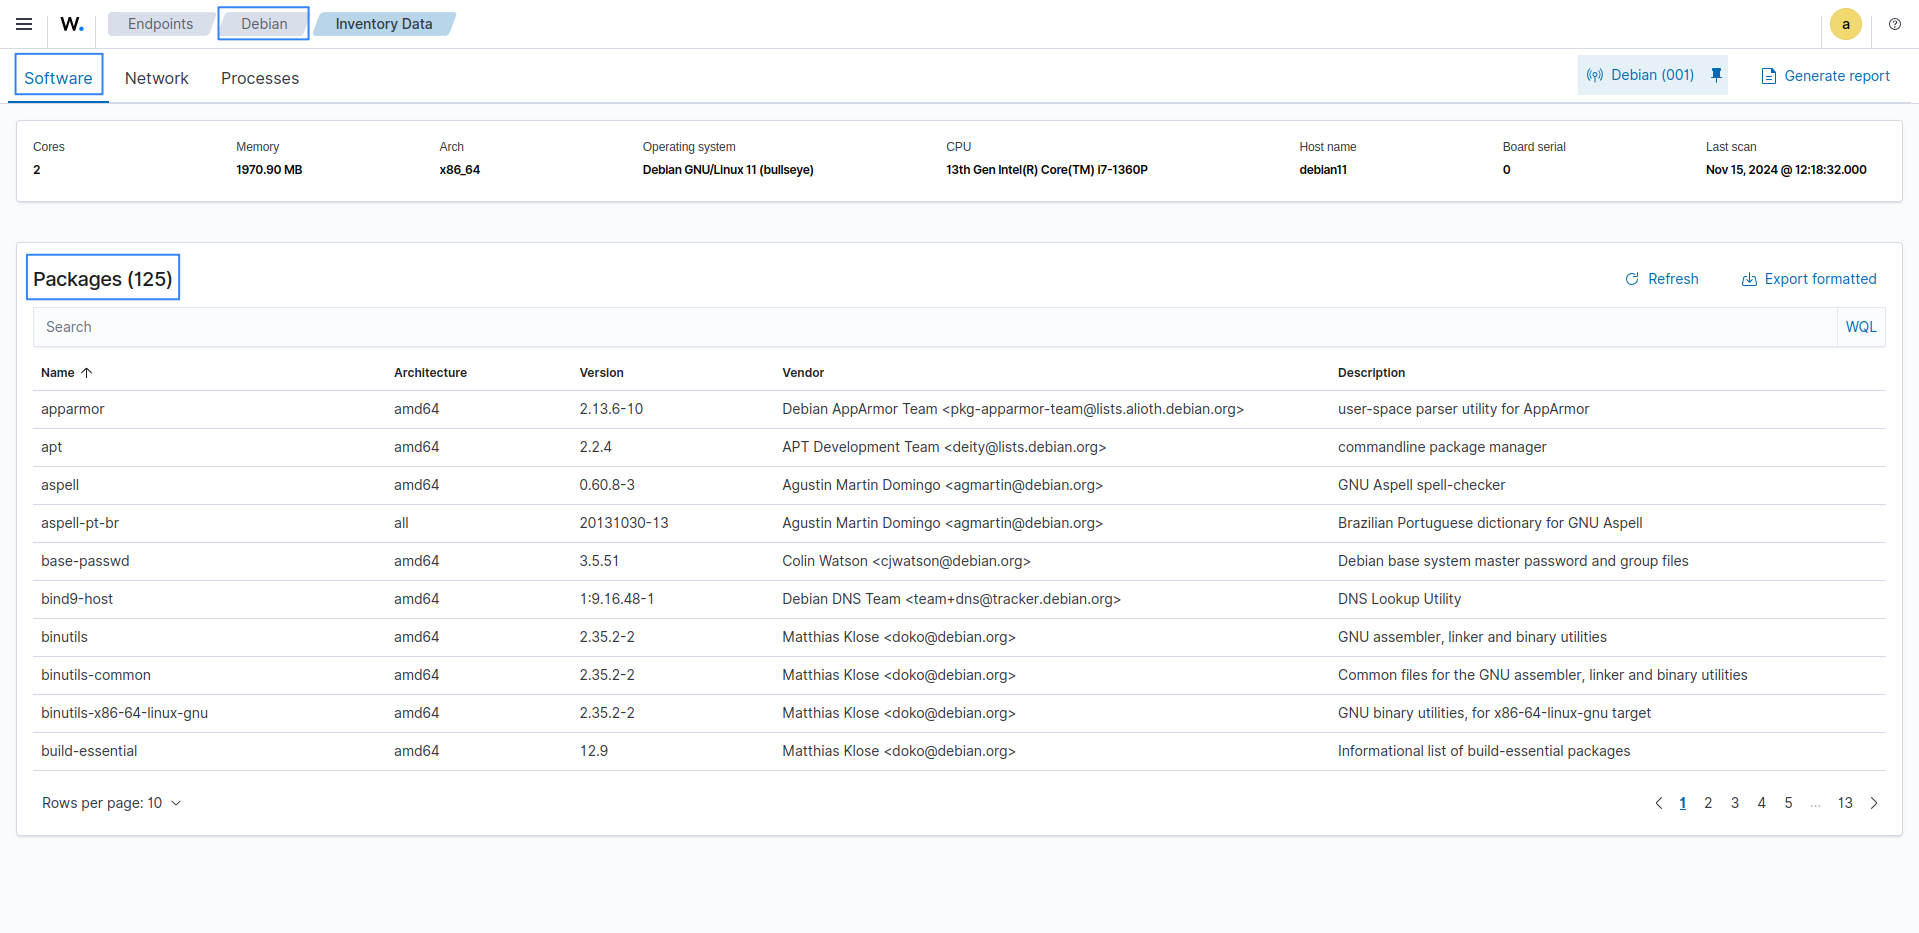 W. Endpoints Debian Inventory Data a
Software Network Processes Debian (001) Generate report
Cores Memory Arch Operating system CPU Host name Board serial Last scan
2 1970.90 MB x86_64 Debian GNU/Linux 11 (bullseye) 13th Gen Intel(R) Core(TM) i7-1360P debian11 0 Nov 15, 2024 @ 12:18:32.000
Packages (125) Refresh Export formatted
Search WQL
Name Architecture Version Vendor Description
apparmor amd64 2.13.6-10 Debian AppArmor Team <pkg-apparmor-team@lists.alioth.debian.org> user-space parser utility for AppArmor
apt amd64 2.2.4 APT Development Team <deity@lists.debian.org> commandline package manager
aspell amd64 0.60.8-3 Agustin Martin Domingo <agmartin@debian.org> GNU Aspell spell-checker
aspell-pt-br all 20131030-13 Agustin Martin Domingo <agmartin@debian.org> Brazilian Portuguese dictionary for GNU Aspell
base-passwd amd64 3.5.51 Colin Watson <cjwatson@debian.org> Debian base system master password and group files
bind9-host amd64 1:9.16.48-1 Debian DNS Team <team+dns@tracker.debian.org> DNS Lookup Utility
binutils amd64 2.35.2-2 Matthias Klose <doko@debian.org> GNU assembler, linker and binary utilities
binutils-common amd64 2.35.2-2 Matthias Klose <doko@debian.org> Common files for the GNU assembler, linker and binary utilities
binutils-x86-64-linux-gnu amd64 2.35.2-2 Matthias Klose <doko@debian.org> GNU binary utilities, for x86-64-linux-gnu target
build-essential amd64 12.9 Matthias Klose <doko@debian.org> Informational list of build-essential packages
Rows per page: 10 1 2 3 4 5 ... 13